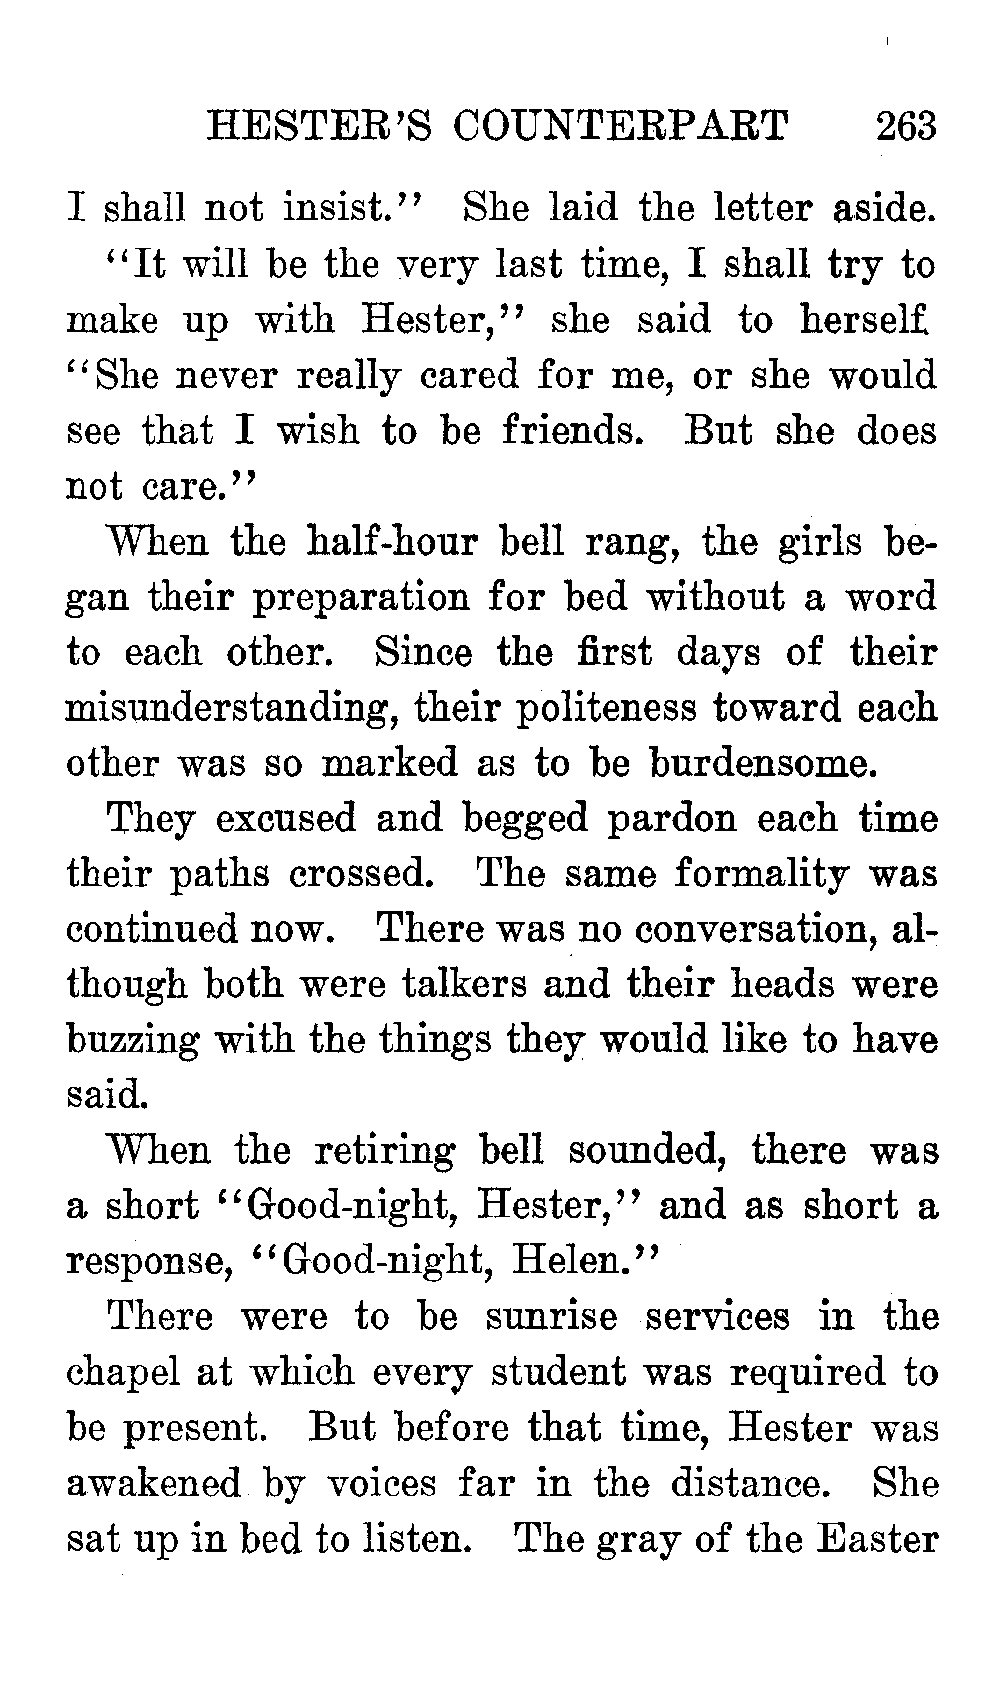 HESTER'S COUNTERPART 263
I shall not insist." She laid the letter aside.
"It will be the very last time, I shall try to
make up with Hester," she said to herself.
"She never really cared for me, or she would
see that I wish to be friends. But she does
not care."
When the half-hour bell rang, the girls be-
gan their preparation for bed without a word
to each other. Since the first days of their
misunderstanding, their politeness toward each
other was so marked as to be burdensome.
They excused and begged pardon each time
their paths crossed. The same formality was
continued now. There was no conversation, al-
though both were talkers and their heads were
buzzing with the things they would like to have
said.
When the retiring bell sounded, there was
a short "Good-night, Hester," and as short a
response, "Good-night, Helen."
There were to be sunrise services in the
chapel at which every student was required to
be present. But before that time, Hester was
awakened by voices far in the distance. She
sat up in bed to listen. The gray of the Easter